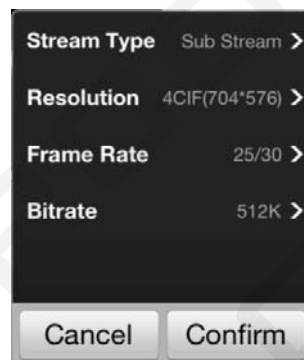 Stream Type Sub Stream >
Resolution 4CIF(704*576) >
Frame Rate 25/30 >
Bitrate 512K >
Cancel Confirm